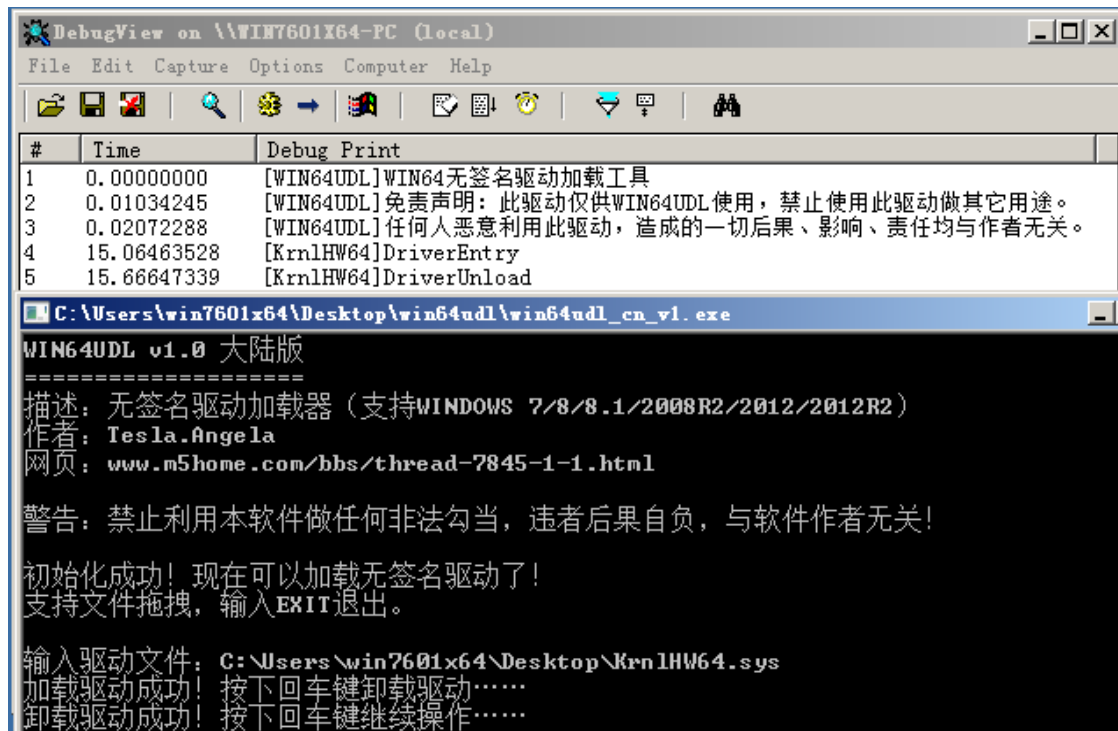 DebugView on \\WIN7601X64-PC (local)
File Edit Capture Options Computer Help
# Time Debug Print
1 0.00000000 [WIN64UDL]WIN64无签名驱动加载工具
2 0.01034245 [WIN64UDL]免责声明：此驱动仅供WIN64UDL使用，禁止使用此驱动做其它用途。
3 0.02072288 [WIN64UDL]任何人恶意利用此驱动，造成的一切后果、影响、责任均与作者无关。
4 15.06463528 [KrnlHW64]DriverEntry
5 15.66647339 [KrnlHW64]DriverUnload
C:\Users\win7601x64\Desktop\win64udl\win64udl_cn_v1.exe
WIN64UDL v1.0 大陆版
=====================
描述：无签名驱动加载器（支持WINDOWS 7/8/8.1/2008R2/2012/2012R2）
作者：Tesla.Angela
网页：www.m5home.com/bbs/thread-7845-1-1.html
警告：禁止利用本软件做任何非法勾当，违者后果自负，与软件作者无关！
初始化成功！现在可以加载无签名驱动了！
支持文件拖拽，输入EXIT退出。
输入驱动文件：C:\Users\win7601x64\Desktop\KrnlHW64.sys
加载驱动成功！按下回车键卸载驱动……
卸载驱动成功！按下回车键继续操作……